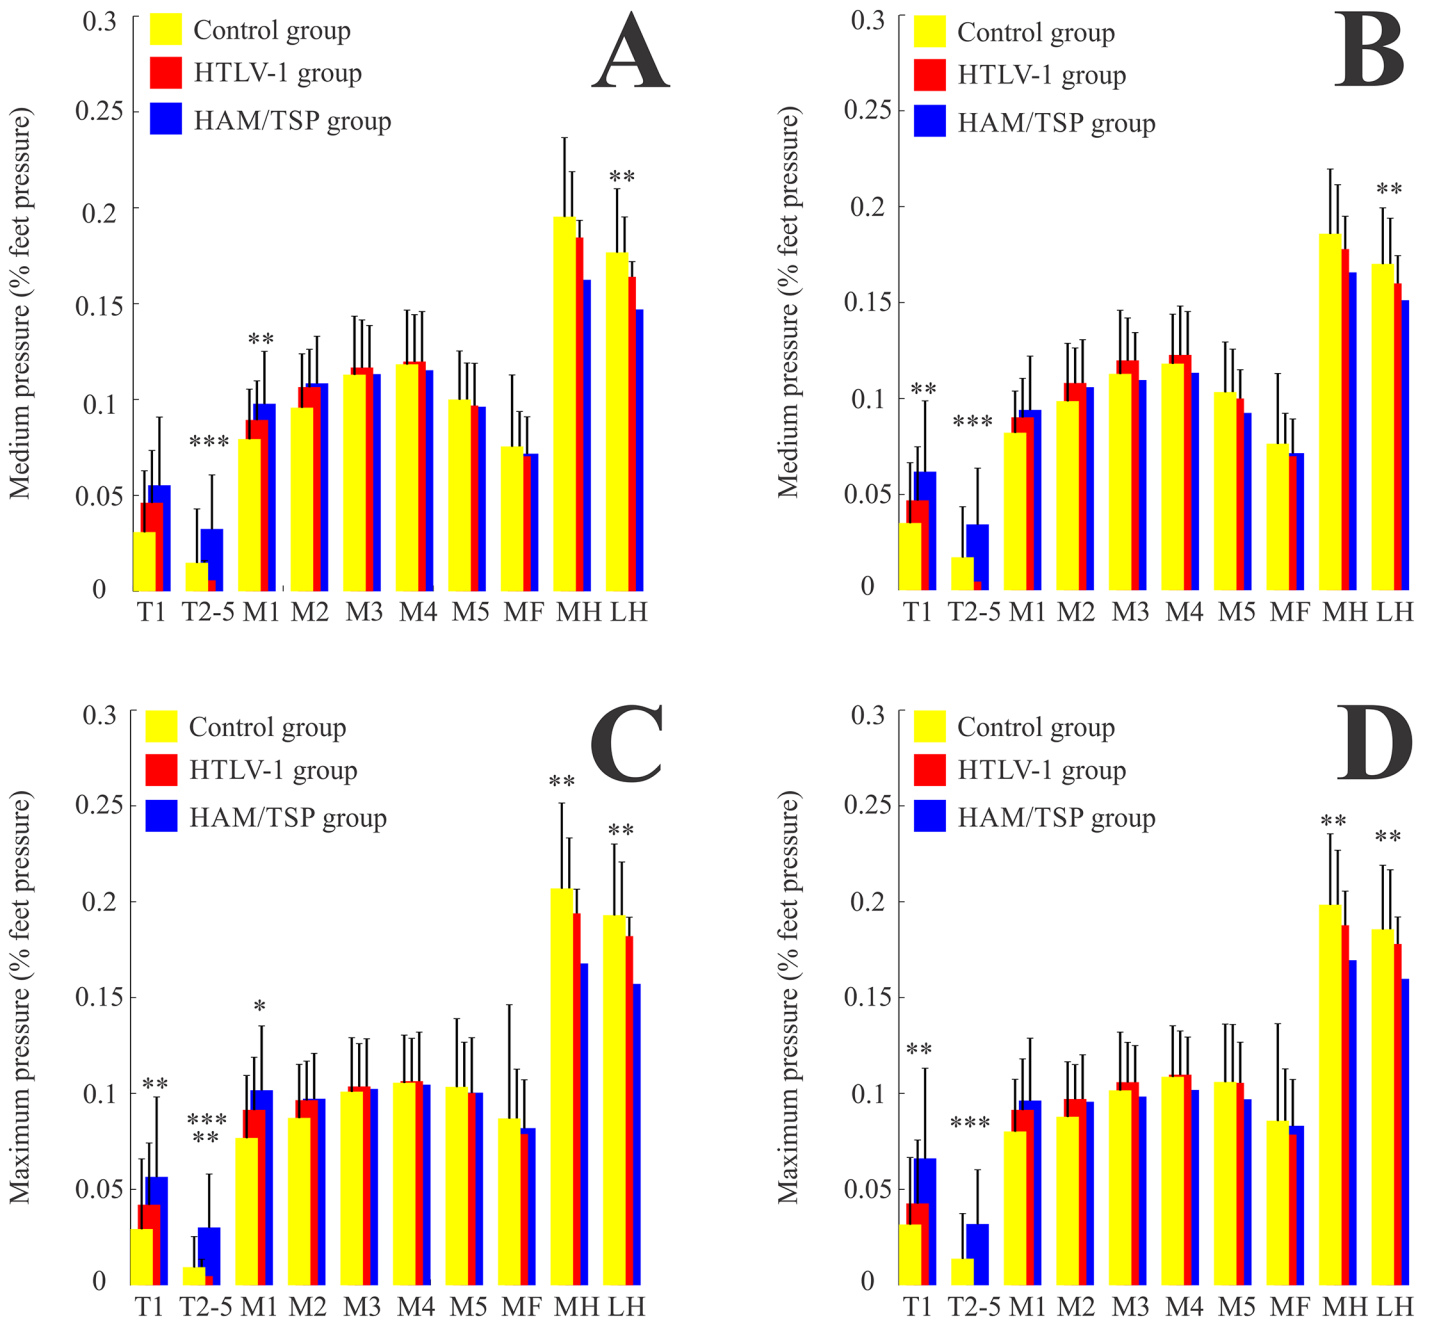 A
0.3
0.25
0.2
0.15
0.1
0.05
0
Medium pressure (% feet pressure)
Control group
HTLV-1 group
HAM/TSP group
**
***
**
T1 T2-5 M1 M2 M3 M4 M5 MF MH LH
B
0.3
0.25
0.2
0.15
0.1
0.05
0
Medium pressure (% feet pressure)
Control group
HTLV-1 group
HAM/TSP group
**
**
***
T1 T2-5 M1 M2 M3 M4 M5 MF MH LH
C
0.3
0.25
0.2
0.15
0.1
0.05
0
Maximum pressure (% feet pressure)
Control group
HTLV-1 group
HAM/TSP group
**
**
*
**
***
**
T1 T2-5 M1 M2 M3 M4 M5 MF MH LH
D
0.3
0.25
0.2
0.15
0.1
0.05
0
Maximum pressure (% feet pressure)
Control group
HTLV-1 group
HAM/TSP group
**
**
**
***
T1 T2-5 M1 M2 M3 M4 M5 MF MH LH